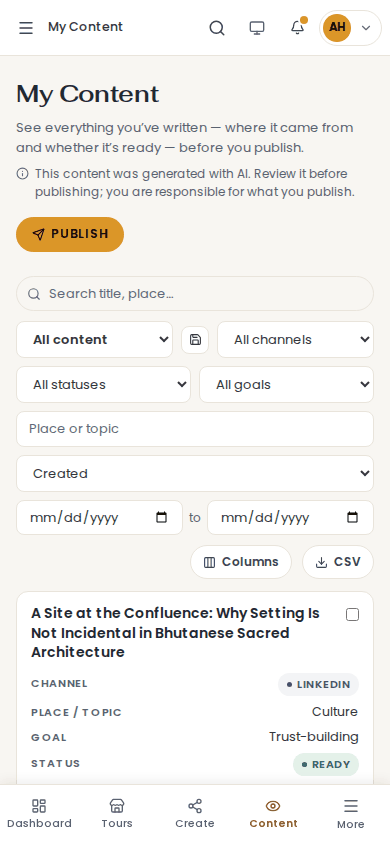 My Content
AH
My Content
See everything you've written — where it came from
and whether it's ready — before you publish.
This content was generated with AI. Review it before
publishing; you are responsible for what you publish.
PUBLISH
Search title, place...
All content
All channels
All statuses
All goals
Place or topic
Created
mm/dd/yyyy to mm/dd/yyyy
Columns
CSV
A Site at the Confluence: Why Setting Is
Not Incidental in Bhutanese Sacred
Architecture
CHANNEL LINKEDIN
PLACE / TOPIC Culture
GOAL Trust-building
STATUS READY
Dashboard Tours Create Content More